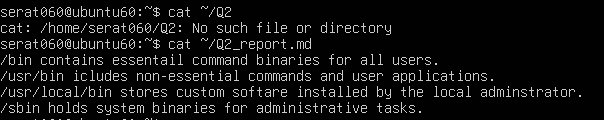 serat060@ubuntu60:~$ cat ~/Q2
cat: /home/serat060/Q2: No such file or directory
serat060@ubuntu60:~$ cat ~/Q2_report.md
/bin contains essentail command binaries for all users.
/usr/bin icludes non-essential commands and user applications.
/usr/local/bin stores custom softare installed by the local adminstrator.
/sbin holds system binaries for administrative tasks.